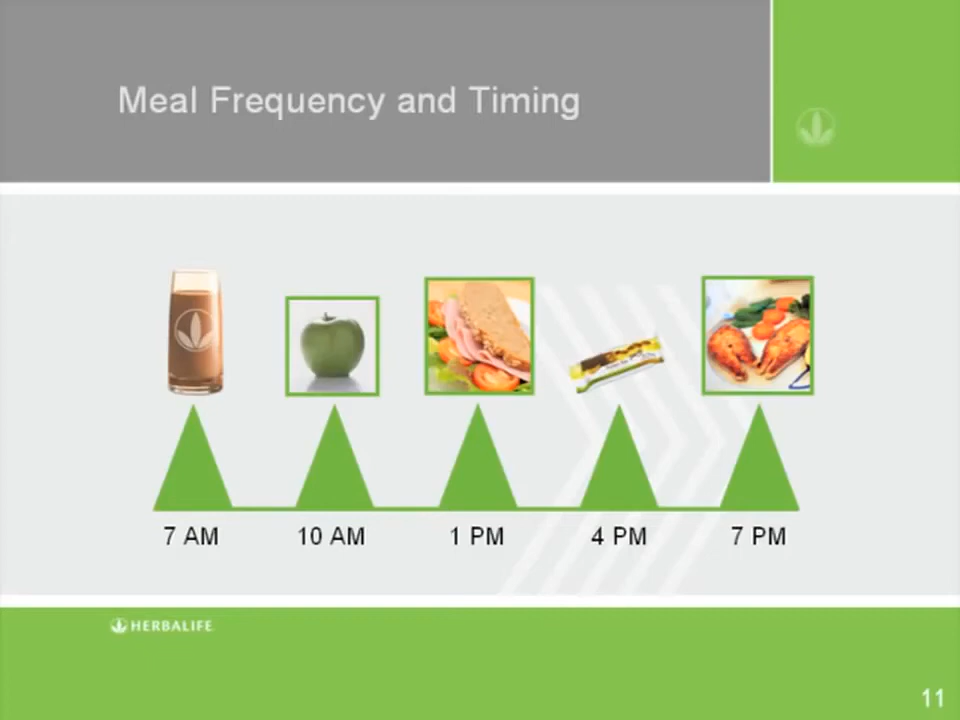 Meal Frequency and Timing
7 AM
10 AM
1 PM
4 PM
7 PM
HERBALIFE
11